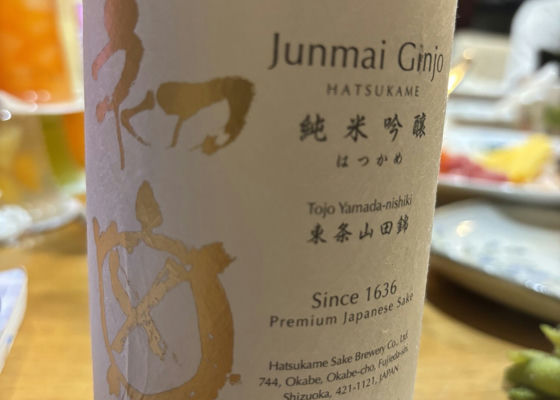 初亀
Junmai Ginjo
HATSUKAME
純米吟醸
はつかめ
Tojo Yamada-nishiki
東条山田錦
Since 1636
Premium Japanese Sake
Hatsukame Sake Brewery Co., Ltd.
744, Okabe, Okabe-cho, Fujieda-shi,
Shizuoka, 421-1121, JAPAN